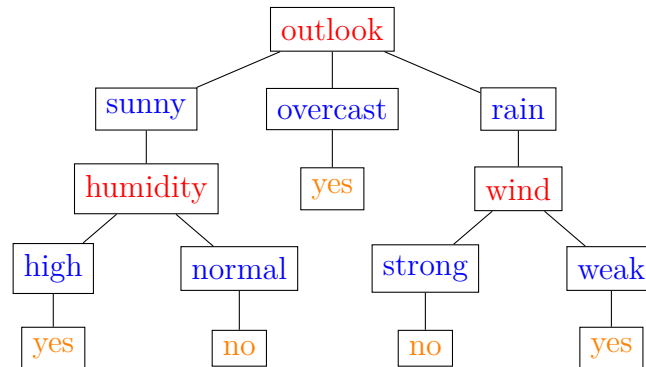 outlook
sunny overcast rain
humidity yes wind
high normal strong weak
yes no no yes